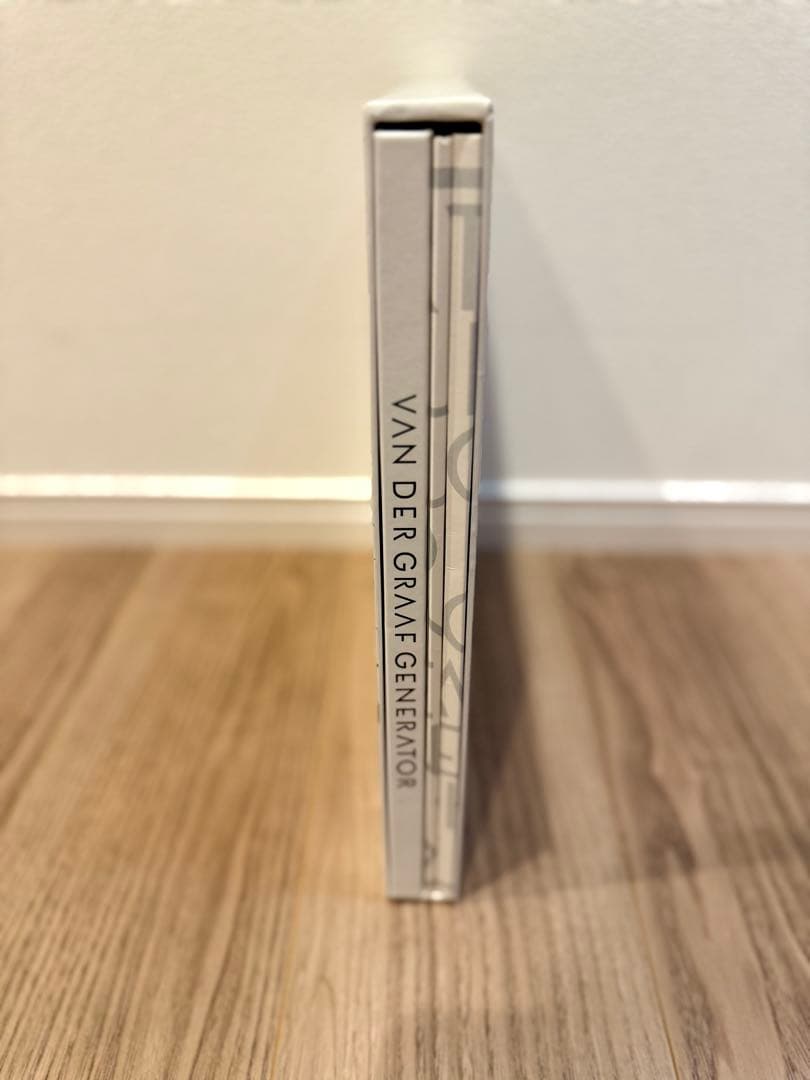 VAN DER GRAAF GENERATOR